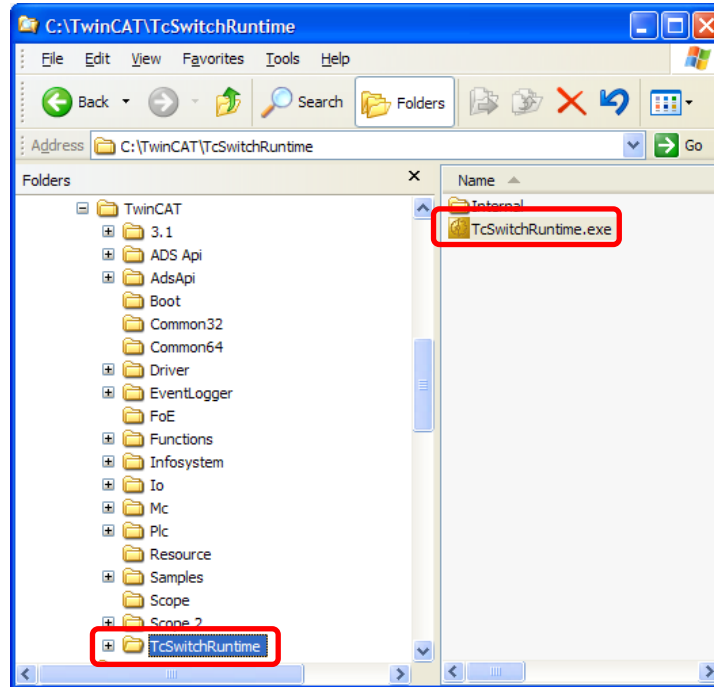 C:\TwinCAT\TcSwitchRuntime
File Edit View Favorites Tools Help
Back Search Folders
Address C:\TwinCAT\TcSwitchRuntime Go
Folders
Name
TwinCAT
3.1
ADS Api
AdsApi
Boot
Common32
Common64
Driver
EventLogger
FoE
Functions
Infosystem
Io
Mc
Plc
Resource
Samples
Scope
Scope 2
TcSwitchRuntime
Internal
TcSwitchRuntime.exe